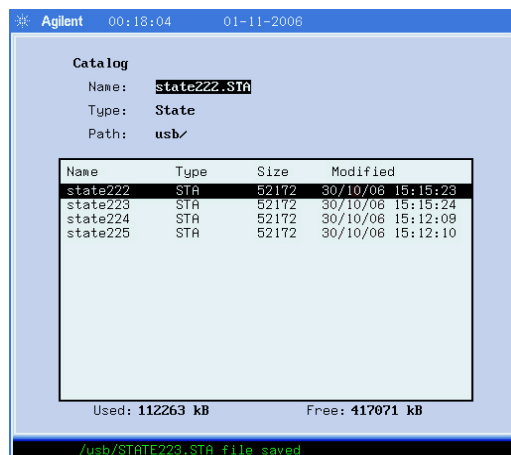 Agilent 00:18:04 01-11-2006
Catalog
Name: state222.STA
Type: State
Path: usb/
Name Type Size Modified
state222 STA 52172 30/10/06 15:15:23
state223 STA 52172 30/10/06 15:15:24
state224 STA 52172 30/10/06 15:12:09
state225 STA 52172 30/10/06 15:12:10
Used: 112263 kB Free: 417071 kB
/usb/STATE223.STA file saved